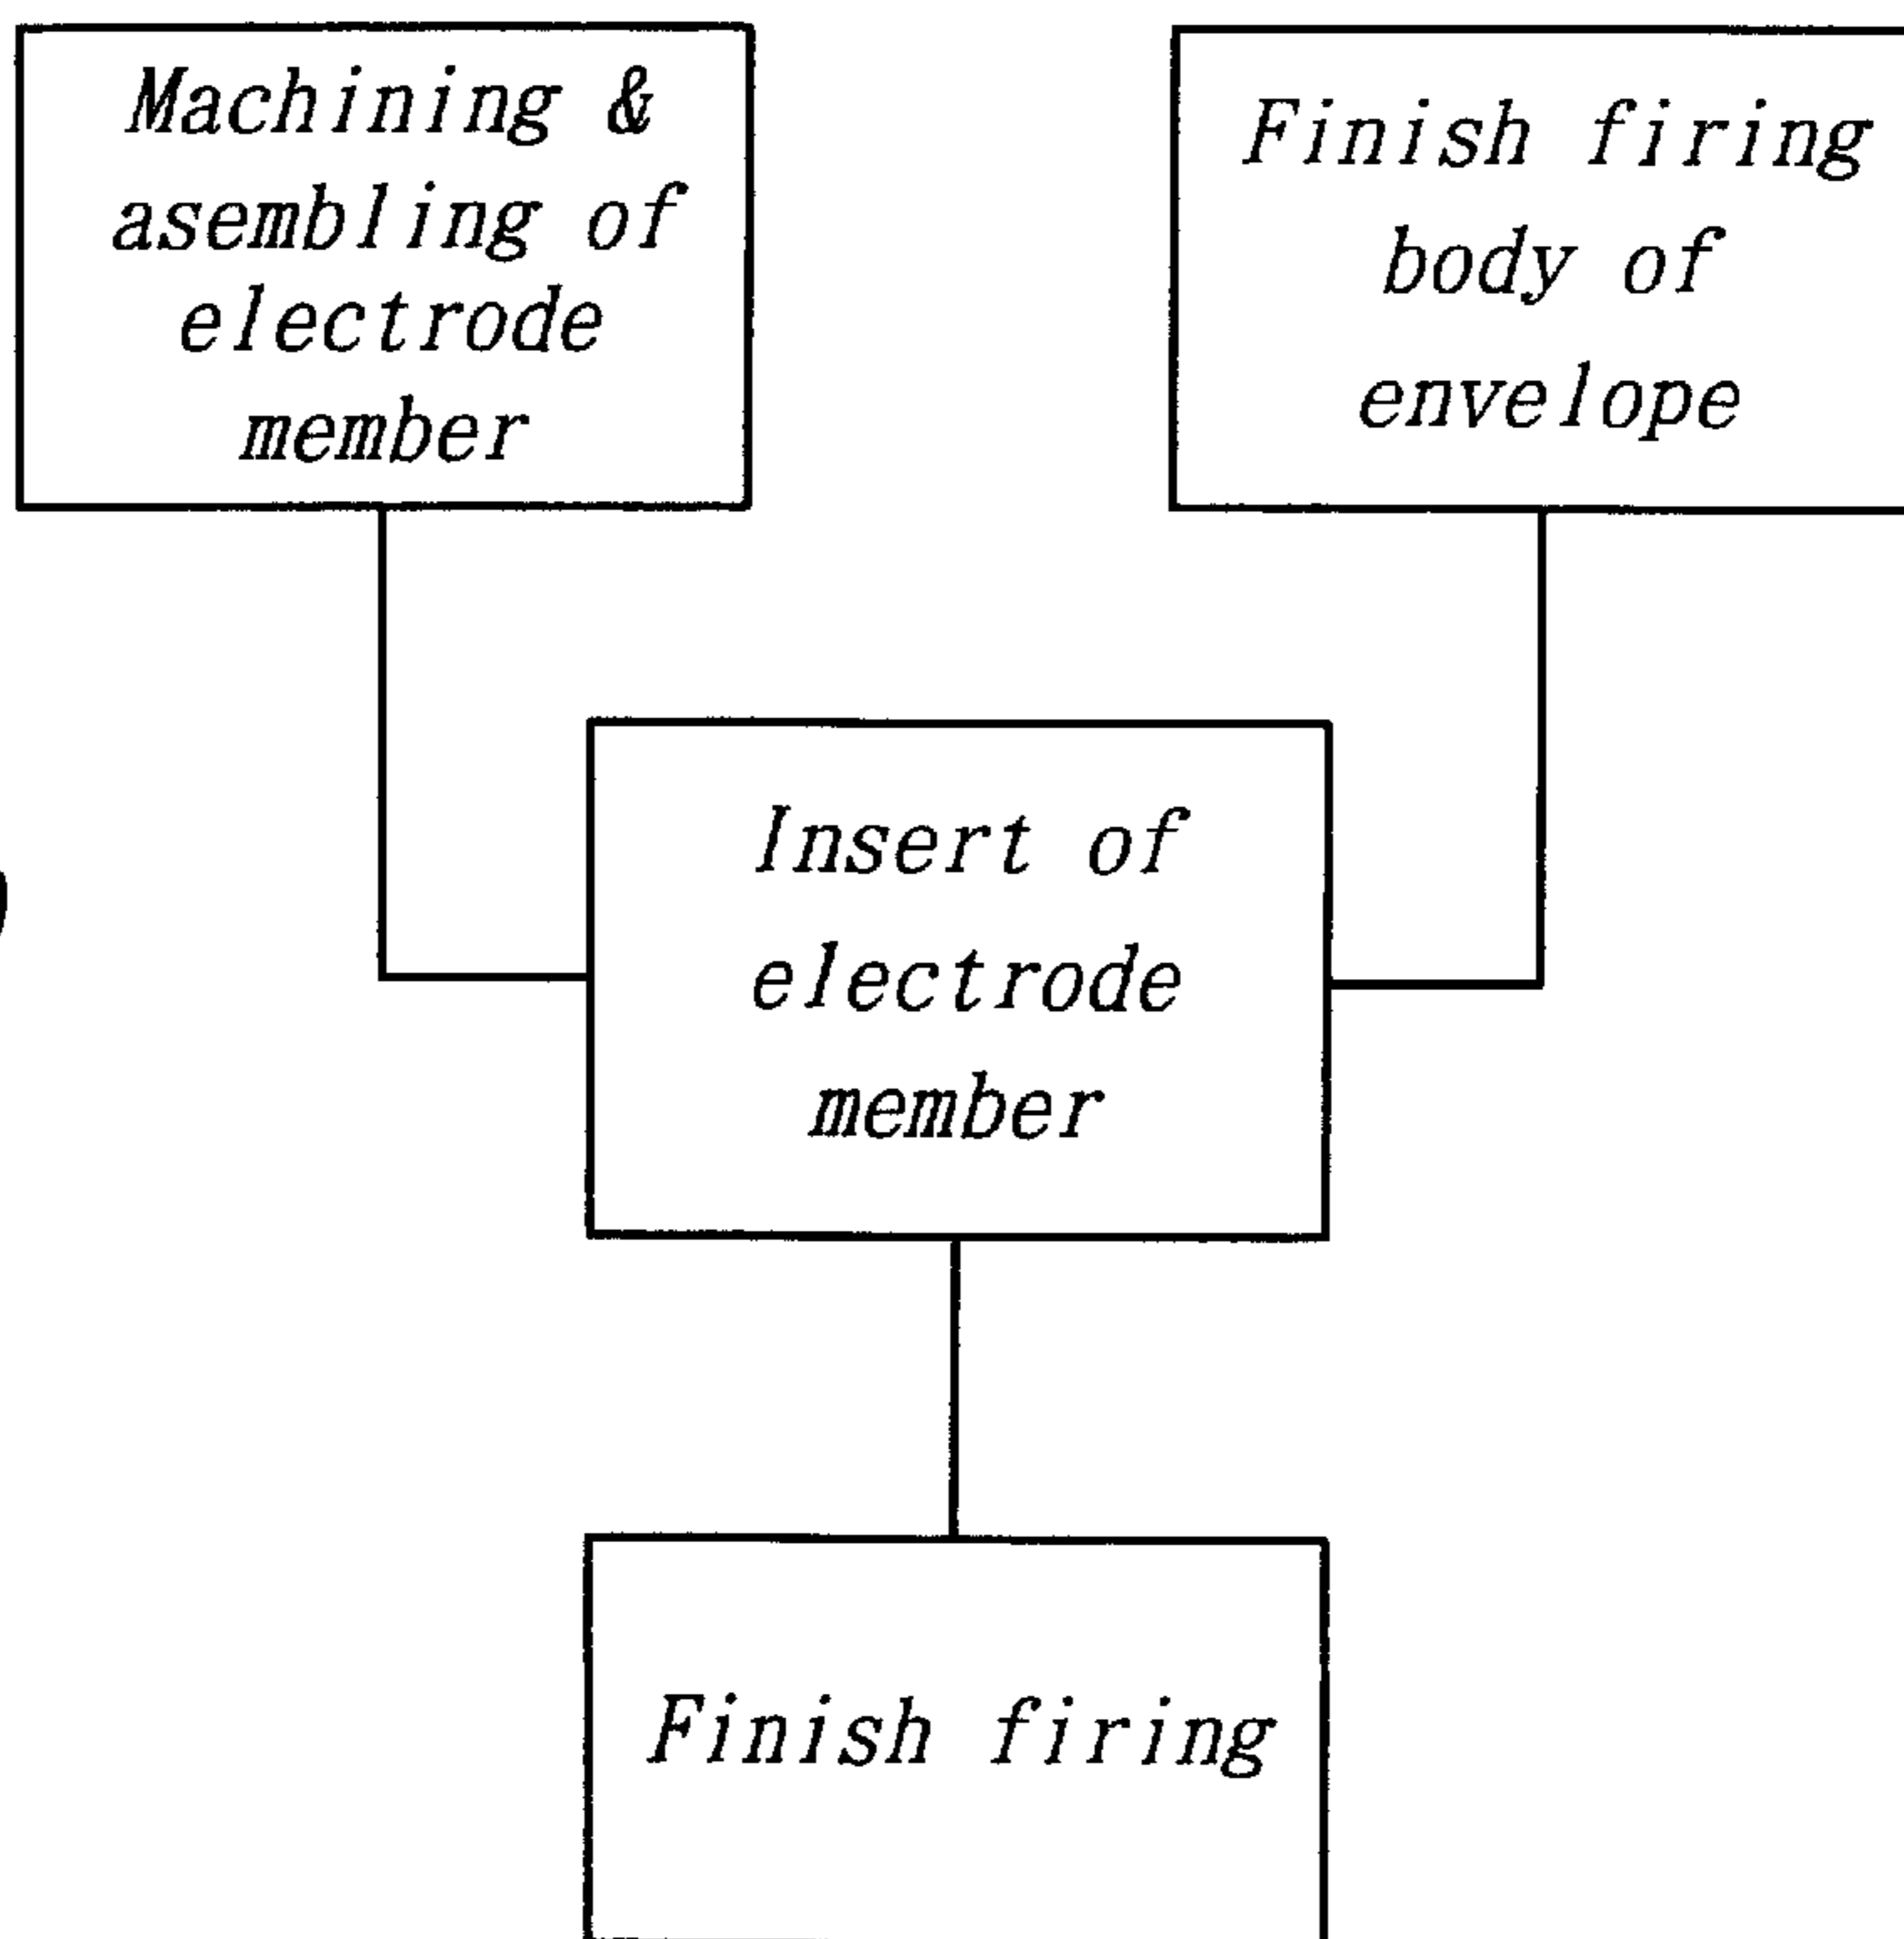 Machining &
asembling of
electrode
member
Finish firing
body of
envelope
Insert of
electrode
member
Finish firing